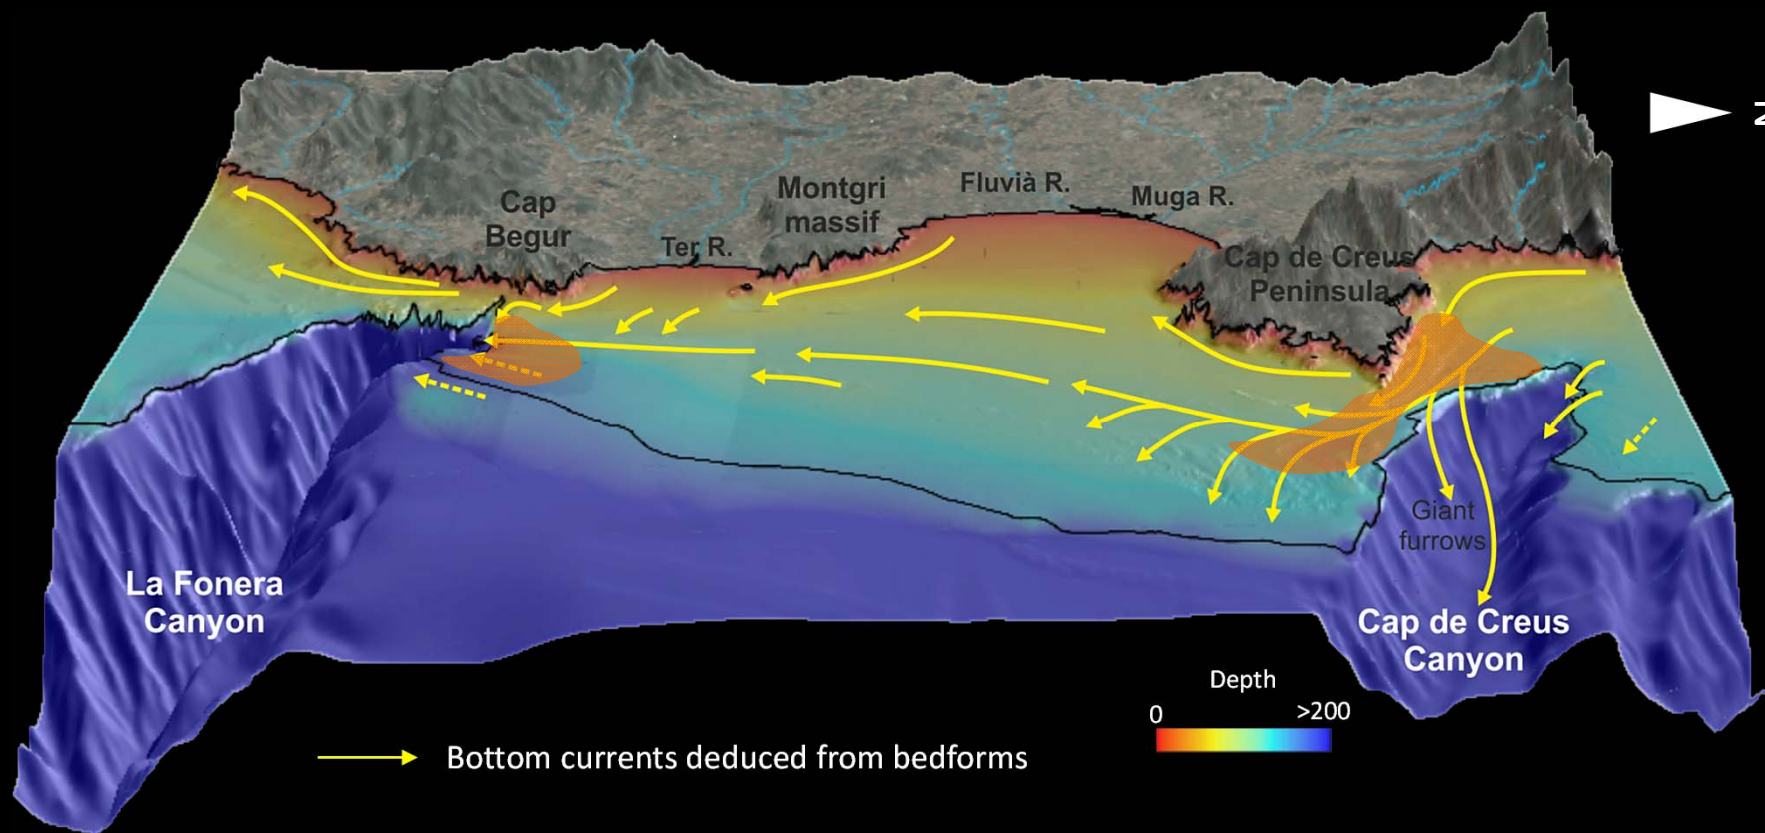 N
Cap
Begur
Ter R.
Montgri
massif
Fluvià R.
Muga R.
Cap de Creus
Peninsula
Giant
furrows
La Fonera
Canyon
Cap de Creus
Canyon
Depth
0 >200
Bottom currents deduced from bedforms